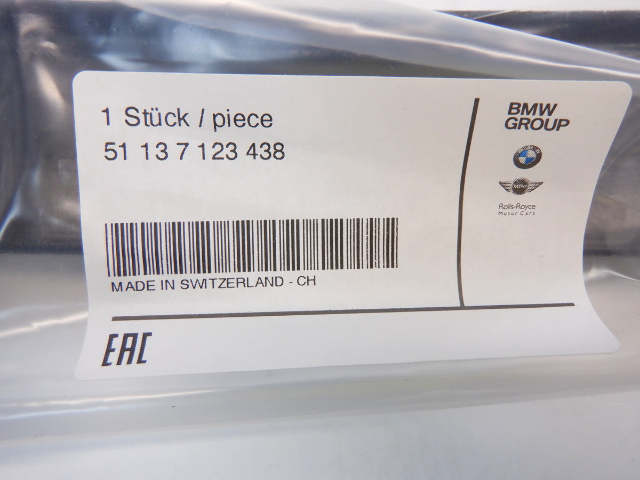 1 Stück / piece
51 13 7 123 438
MADE IN SWITZERLAND - CH
EAC
BMW
GROUP
MINI
Rolls-Royce
Motor Cars